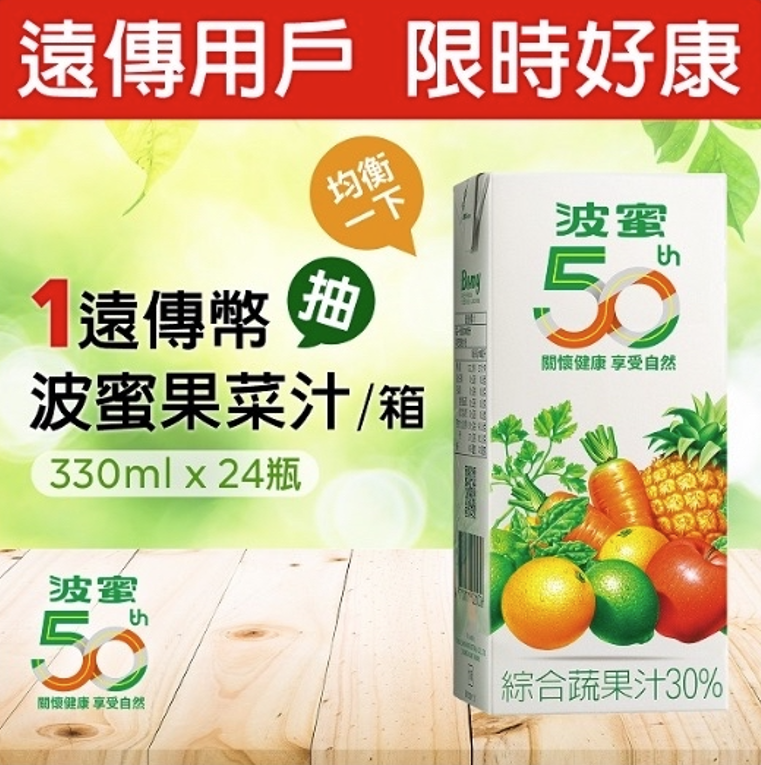 遠傳用戶 限時好康
均衡
一下
1遠傳幣 抽
波蜜果菜汁/箱
330ml x 24瓶
波蜜
50th
關懷健康 享受自然
Bomy
綜合蔬果汁30%
波蜜
50th
關懷健康 享受自然